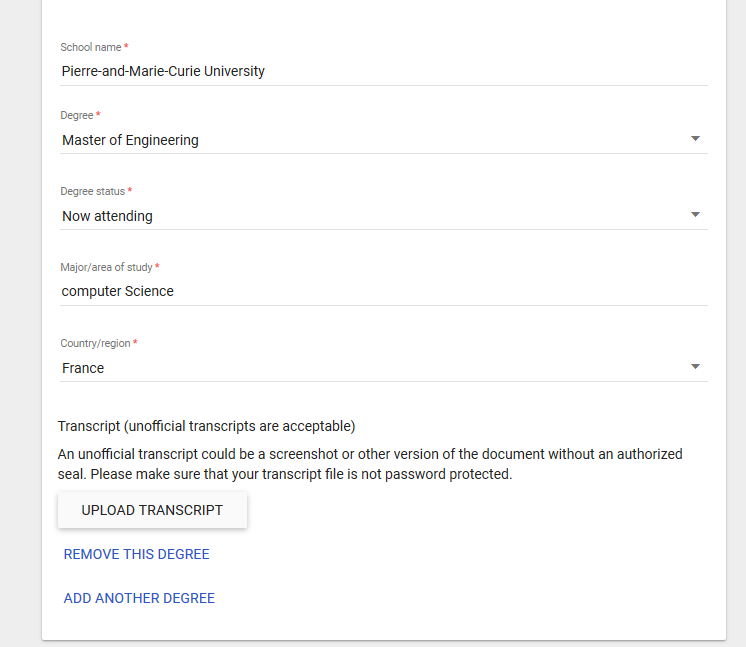 School name *
Pierre-and-Marie-Curie University
Degree *
Master of Engineering
Degree status *
Now attending
Major/area of study *
computer Science
Country/region *
France
Transcript (unofficial transcripts are acceptable)
An unofficial transcript could be a screenshot or other version of the document without an authorized
seal. Please make sure that your transcript file is not password protected.
UPLOAD TRANSCRIPT
REMOVE THIS DEGREE
ADD ANOTHER DEGREE